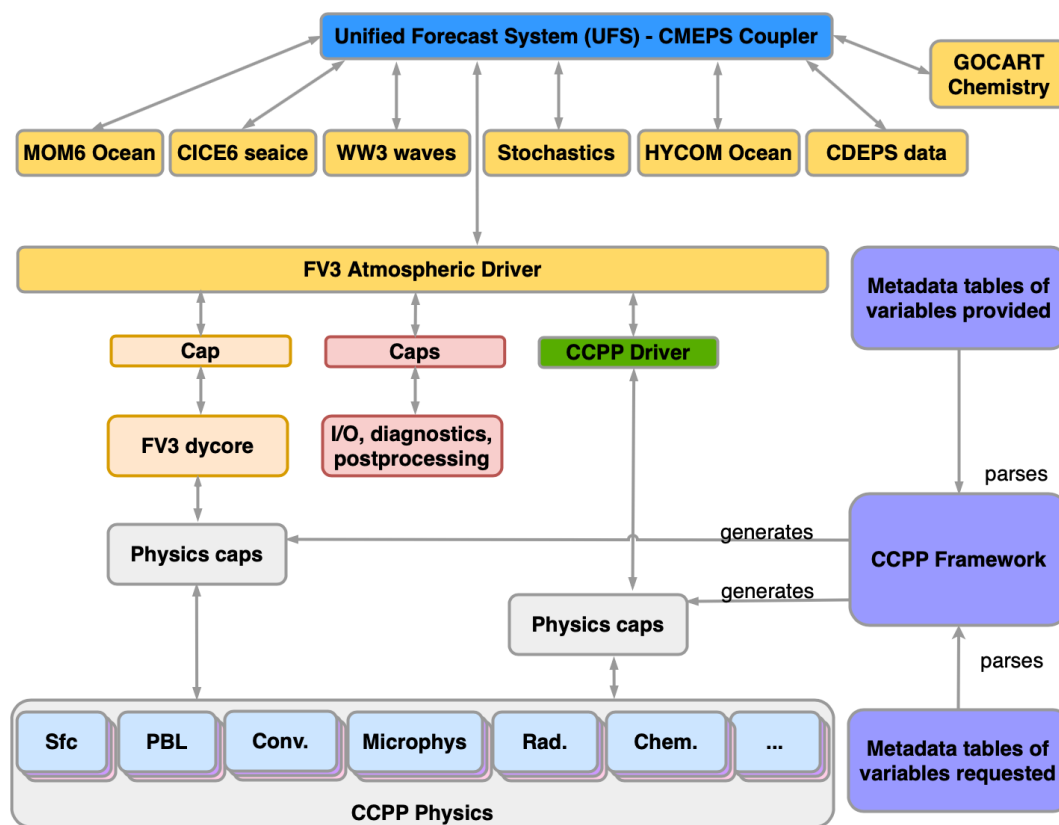 Unified Forecast System (UFS) - CMEPS Coupler
GOCART
Chemistry
MOM6 Ocean
CICE6 seaice
WW3 waves
Stochastics
HYCOM Ocean
CDEPS data
FV3 Atmospheric Driver
Metadata tables of
variables provided
Cap
Caps
CCPP Driver
FV3 dycore
I/O, diagnostics,
postprocessing
parses
Physics caps
generates
CCPP Framework
generates
Physics caps
parses
Sfc
PBL
Conv.
Microphys
Rad.
Chem.
...
CCPP Physics
Metadata tables of
variables requested